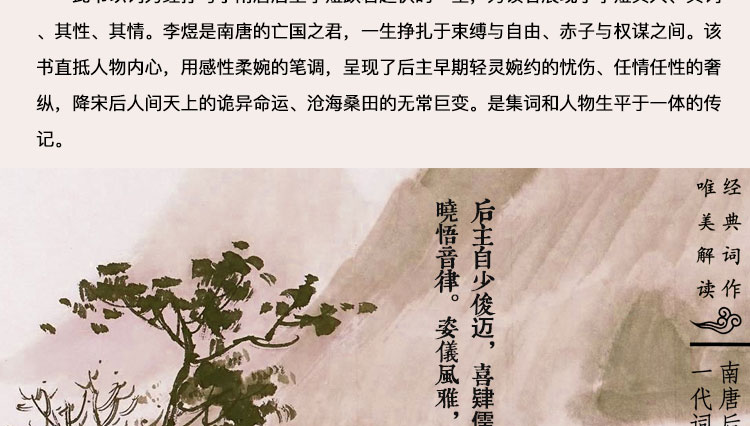 、其性、其情。李煜是南唐的亡国之君，一生挣扎于束缚与自由、赤子与权谋之间。该
书直抵人物内心，用感性柔婉的笔调，呈现了后主早期轻灵婉约的忧伤、任情任性的奢
纵，降宋后人间天上的诡异命运、沧海桑田的无常巨变。是集词和人物生平于一体的传
记。
经典词作
唯美解读
南唐后
一代词
后主自少俊迈，喜肄儒
曉悟音律。姿儀風雅，